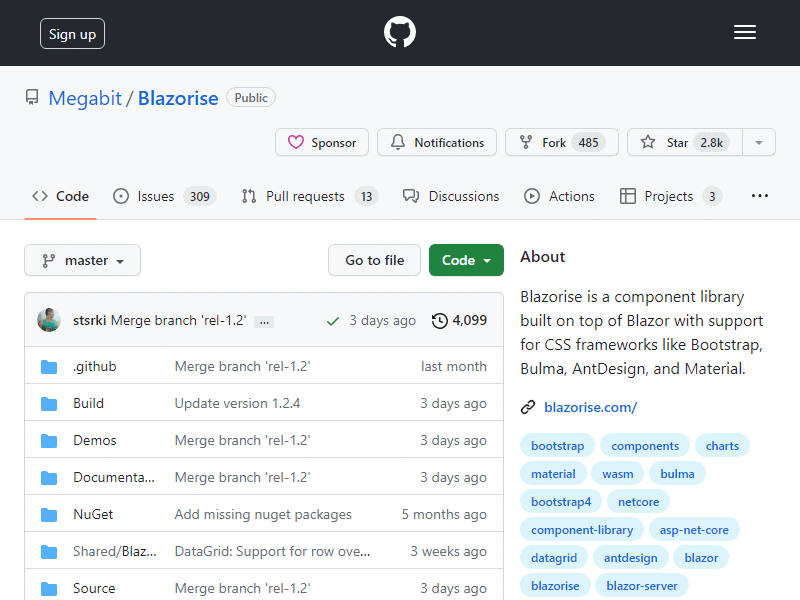 Sign up
Megabit / Blazorise Public
Sponsor Notifications Fork 485 Star 2.8k
Code Issues 309 Pull requests 13 Discussions Actions Projects 3 ...
master Go to file Code
About
Blazorise is a component library
built on top of Blazor with support
for CSS frameworks like Bootstrap,
Bulma, AntDesign, and Material.
blazorise.com/
bootstrap components charts
material wasm bulma
bootstrap4 netcore
component-library asp-net-core
datagrid antdesign blazor
blazorise blazor-server
stsrki Merge branch 'rel-1.2' ... 3 days ago 4,099
.github Merge branch 'rel-1.2' last month
Build Update version 1.2.4 3 days ago
Demos Merge branch 'rel-1.2' 3 days ago
Documenta... Merge branch 'rel-1.2' 3 days ago
NuGet Add missing nuget packages 5 months ago
Shared/Blaz... DataGrid: Support for row ove... 3 weeks ago
Source Merge branch 'rel-1.2' 3 days ago